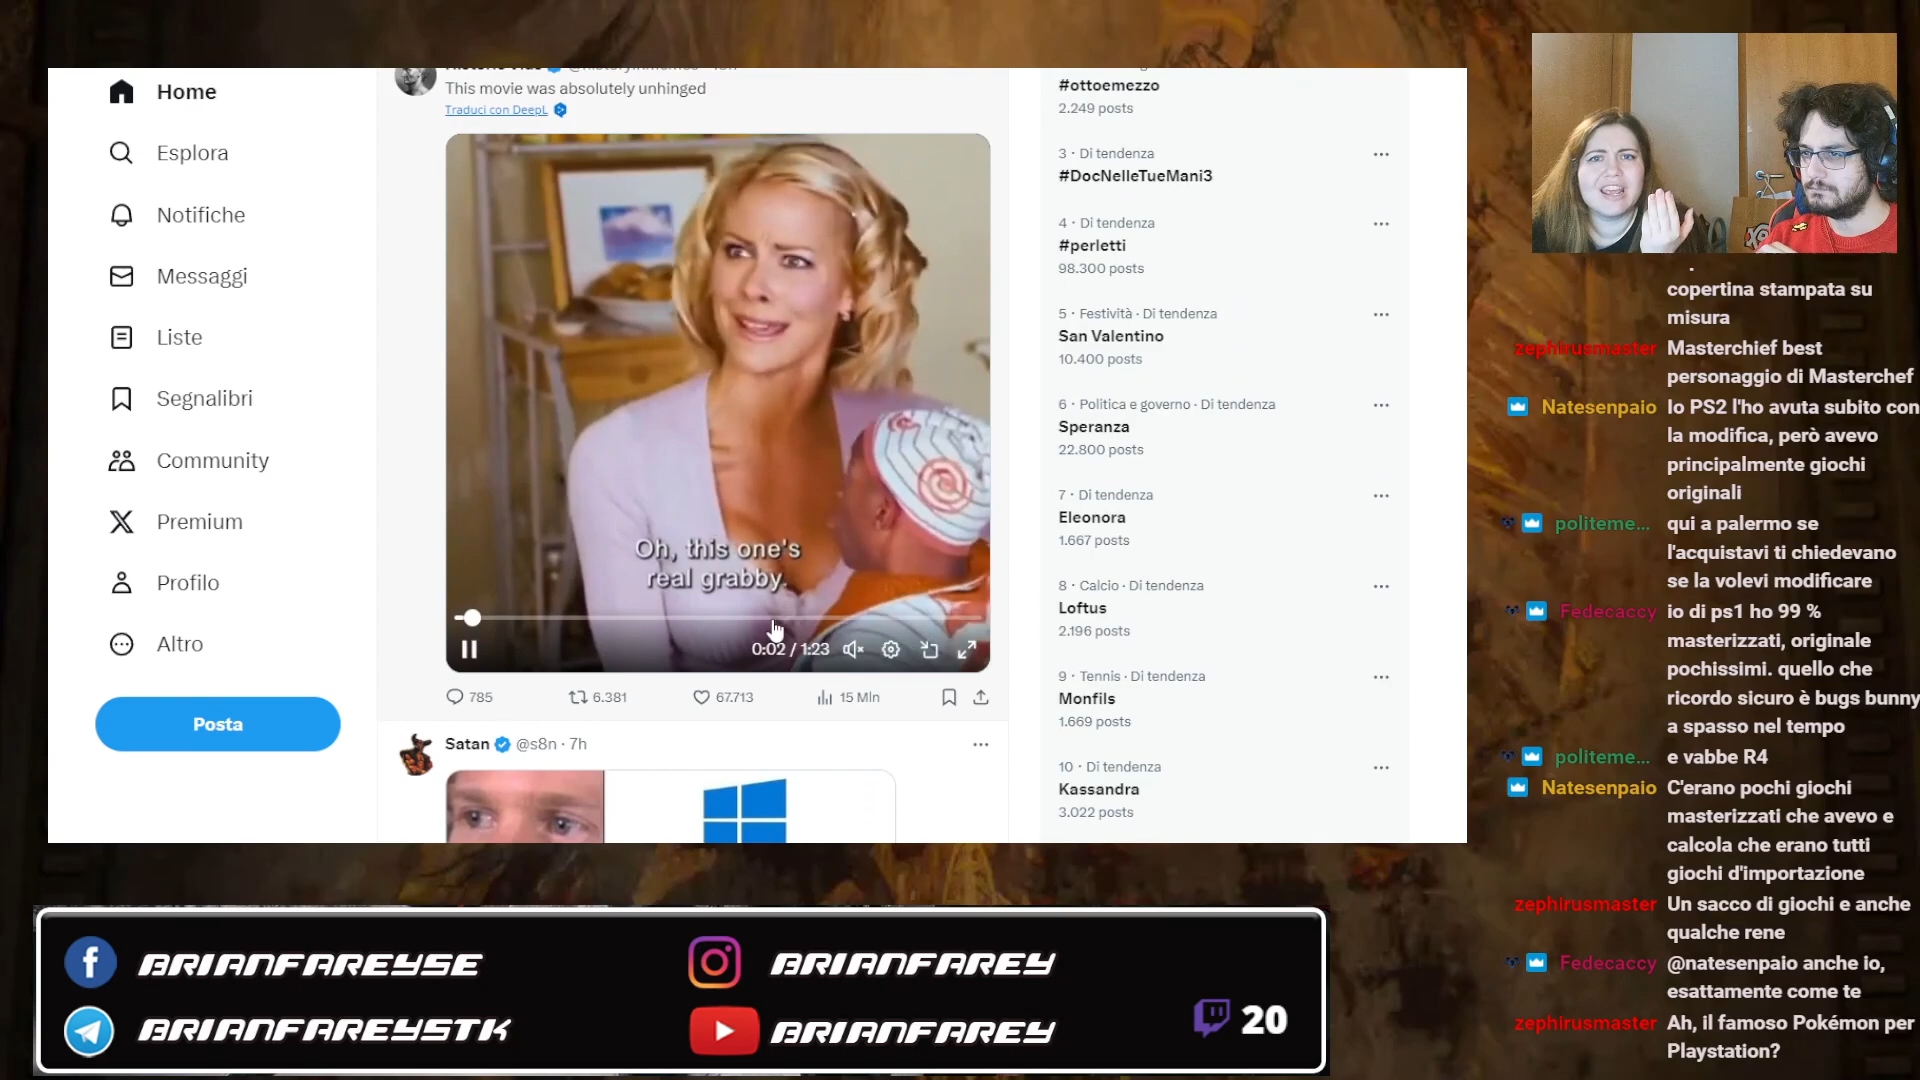 Home
Esplora
Notifiche
Messaggi
Liste
Segnalibri
Community
Premium
Profilo
Altro
Posta
This movie was absolutely unhinged
Traduci con DeepL
Oh, this one's
real grabby.
0:02 / 1:23
785
6.381
67.713
15 Mln
Satan @s8n · 7h
#ottoemezzo
2.249 posts
3 · Di tendenza
#DocNelleTueMani3
4 · Di tendenza
#perletti
98.300 posts
5 · Festività · Di tendenza
San Valentino
10.400 posts
6 · Politica e governo · Di tendenza
Speranza
22.800 posts
7 · Di tendenza
Eleonora
1.667 posts
8 · Calcio · Di tendenza
Loftus
2.196 posts
9 · Tennis · Di tendenza
Monfils
1.669 posts
10 · Di tendenza
Kassandra
3.022 posts
copertina stampata su
misura
zephirusmaster Masterchief best
personaggio di Masterchef
Natesenpaio Io PS2 l'ho avuta subito con
la modifica, però avevo
principalmente giochi
originali
politeme... qui a palermo se
l'acquistavi ti chiedevano
se la volevi modificare
Fedecaccy io di ps1 ho 99 %
masterizzati, originale
pochissimi. quello che
ricordo sicuro è bugs bunny
a spasso nel tempo
politeme... e vabbe R4
Natesenpaio C'erano pochi giochi
masterizzati che avevo e
calcola che erano tutti
giochi d'importazione
zephirusmaster Un sacco di giochi e anche
qualche rene
Fedecaccy @natesenpaio anche io,
esattamente come te
zephirusmaster Ah, il famoso Pokémon per
Playstation?
BRIANFAREYSE
BRIANFAREY
BRIANFAREYSTK
BRIANFAREY
20